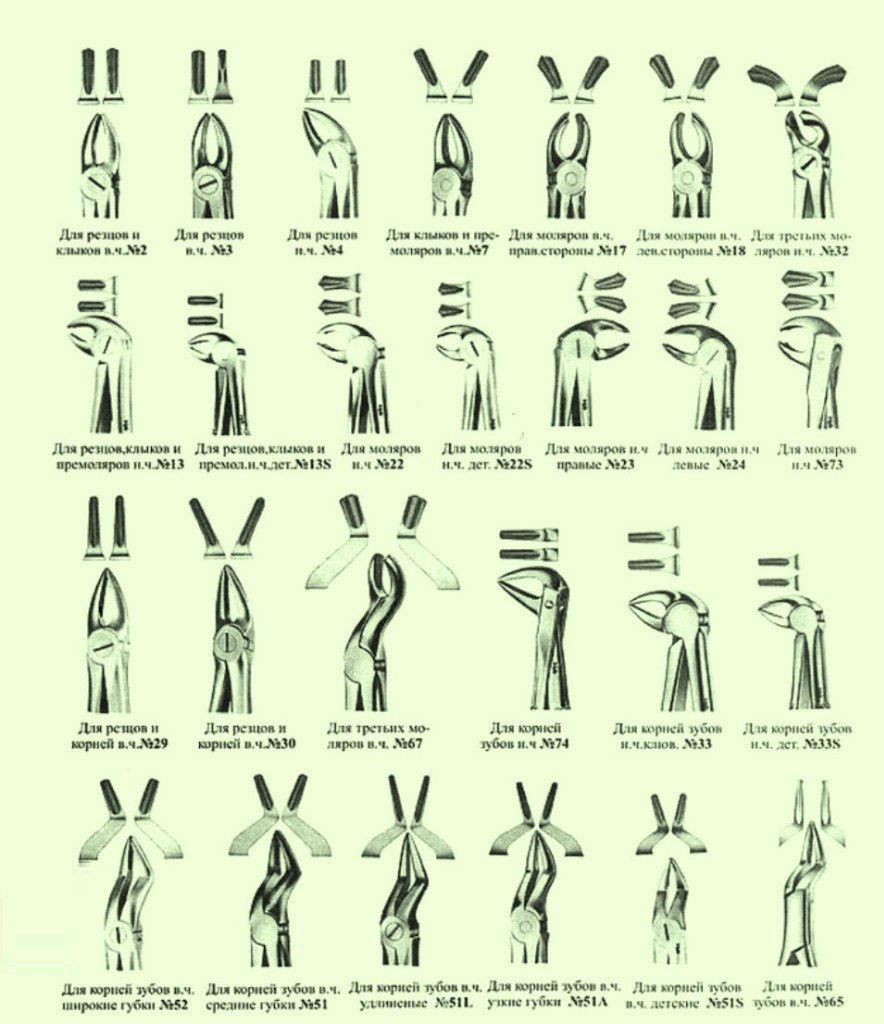 Для резцов и
клыков в.ч.№2
Для резцов
в.ч. №3
Для резцов
н.ч. №4
Для клыков и пре-
моляров в.ч.№7
Для моляров в.ч.
прав.стороны №17
Для моляров в.ч.
лев.стороны №18
Для третьих мо-
ляров н.ч. №32
Для резцов,клыков и
премоляров н.ч.№13
Для резцов,клыков и
премол.н.ч.дет.№13S
Для моляров
н.ч №22
Для моляров
н.ч. дет. №22S
Для моляров н.ч
правые №23
Для моляров н.ч
левые №24
Для моляров
н.ч №73
Для резцов и
корней в.ч.№29
Для резцов и
корней в.ч.№30
Для третьих мо-
ляров в.ч. №67
Для корней
зубов н.ч №74
Для корней зубов
н.ч.клюв. №33
Для корней зубов
н.ч. дет. №33S
Для корней зубов в.ч.
широкие губки №52
Для корней зубов в.ч.
средние губки №51
Для корней зубов в.ч.
удлиненые №51L
Для корней зубов в.ч.
узкие губки №51A
Для корней зубов
в.ч. детские №51S
Для корней
зубов в.ч. №65